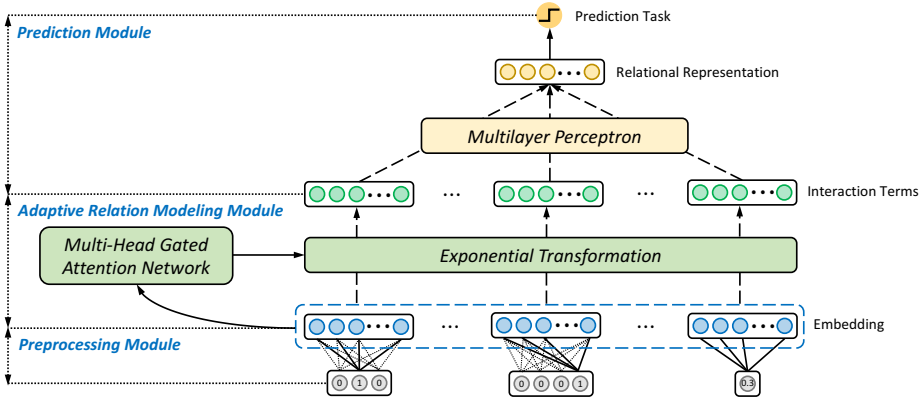 Prediction Task
Prediction Module
Relational Representation
Multilayer Perceptron
... ... Interaction Terms
Adaptive Relation Modeling Module
Multi-Head Gated
Attention Network
Exponential Transformation
... ... Embedding
Preprocessing Module
0 1 0 0 0 0 1 0.3